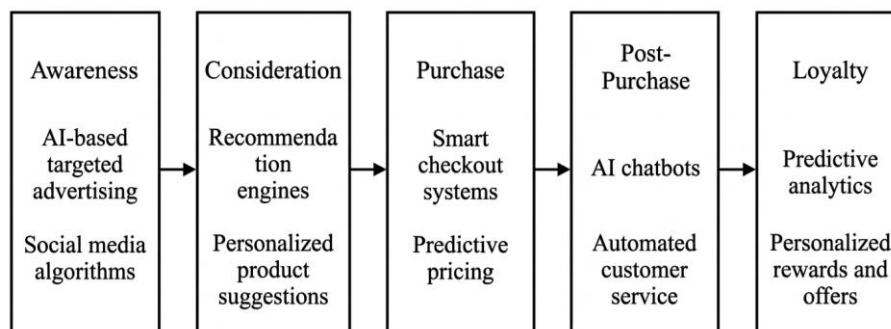 Awareness
AI-based
targeted
advertising
Social media
algorithms
Consideration
Recommenda
tion
engines
Personalized
product
suggestions
Purchase
Smart
checkout
systems
Predictive
pricing
Post-
Purchase
AI chatbots
Automated
customer
service
Loyalty
Predictive
analytics
Personalized
rewards and
offers